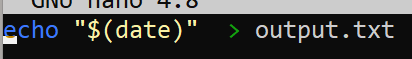 GNU nano 4.8
echo "$(date)"  > output.txt